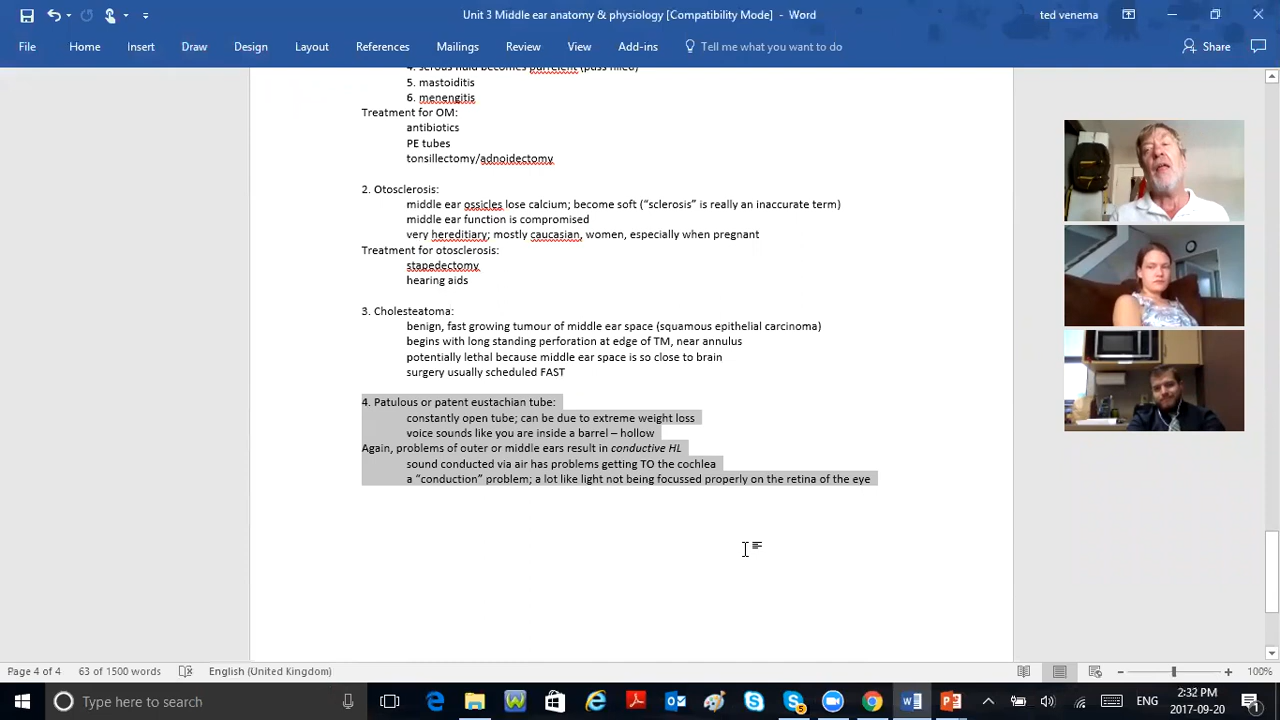 Unit 3 Middle ear anatomy & physiology [Compatibility Mode] - Word
ted venema
File Home Insert Draw Design Layout References Mailings Review View Add-ins Tell me what you want to do Share
4. serous fluid becomes purrelent (puss filled)
5. mastoiditis
6. menengitis
Treatment for OM:
antibiotics
PE tubes
tonsillectomy/adnoidectomy
2. Otosclerosis:
middle ear ossicles lose calcium; become soft (“sclerosis” is really an inaccurate term)
middle ear function is compromised
very hereditiary; mostly caucasian, women, especially when pregnant
Treatment for otosclerosis:
stapedectomy
hearing aids
3. Cholesteatoma:
benign, fast growing tumour of middle ear space (squamous epithelial carcinoma)
begins with long standing perforation at edge of TM, near annulus
potentially lethal because middle ear space is so close to brain
surgery usually scheduled FAST
4. Patulous or patent eustachian tube:
constantly open tube; can be due to extreme weight loss
voice sounds like you are inside a barrel – hollow
Again, problems of outer or middle ears result in conductive HL
sound conducted via air has problems getting TO the cochlea
a “conduction” problem; a lot like light not being focussed properly on the retina of the eye
Page 4 of 4 63 of 1500 words English (United Kingdom) 100%
Type here to search
ENG
2:32 PM
2017-09-20